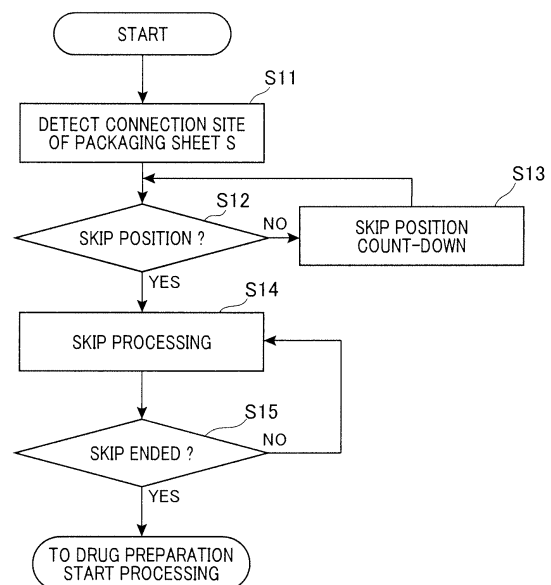 START
S11
DETECT CONNECTION SITE
OF PACKAGING SHEET S
S12
SKIP POSITION ?
NO
S13
SKIP POSITION
COUNT-DOWN
YES
S14
SKIP PROCESSING
S15
SKIP ENDED ?
NO
YES
TO DRUG PREPARATION
START PROCESSING